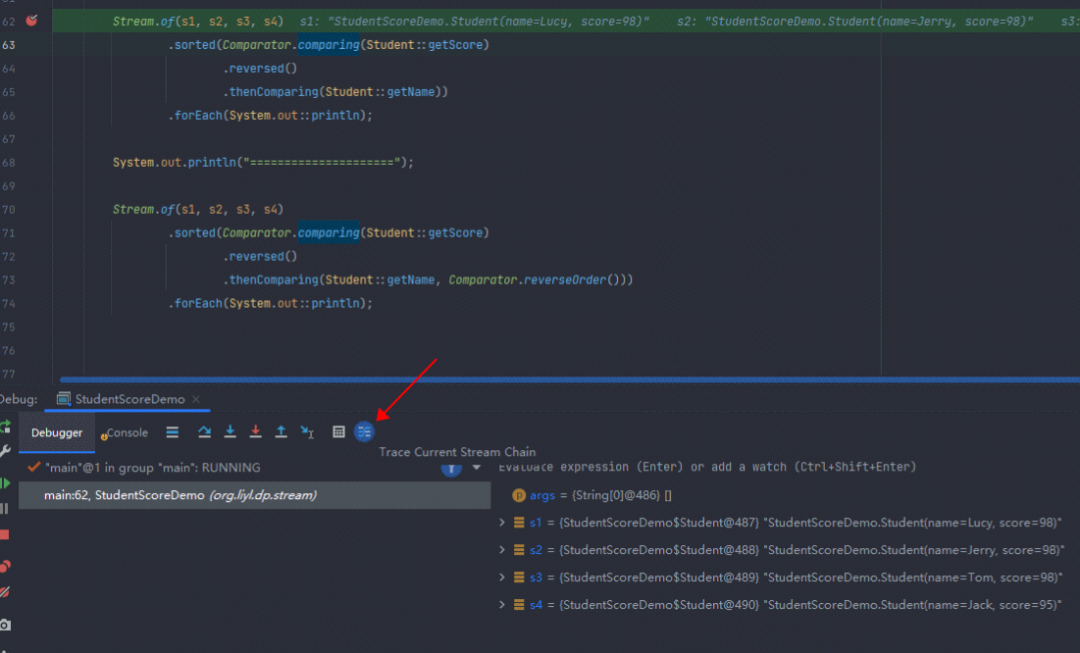 62 Stream.of(s1, s2, s3, s4) s1: "StudentScoreDemo.Student(name=Lucy, score=98)" s2: "StudentScoreDemo.Student(name=Jerry, score=98)" s3:
63 .sorted(Comparator.comparing(Student::getScore)
64 .reversed()
65 .thenComparing(Student::getName))
66 .forEach(System.out::println);
67
68 System.out.println("=====================");
69
70 Stream.of(s1, s2, s3, s4)
71 .sorted(Comparator.comparing(Student::getScore)
72 .reversed()
73 .thenComparing(Student::getName, Comparator.reverseOrder()))
74 .forEach(System.out::println);
75
76
77
Debug: StudentScoreDemo
Debugger Console
Trace Current Stream Chain
"main"@1 in group "main": RUNNING
Evaluate expression (Enter) or add a watch (Ctrl+Shift+Enter)
main:62, StudentScoreDemo (org.liyl.dp.stream)
args = {String[0]@486} []
s1 = {StudentScoreDemo$Student@487} "StudentScoreDemo.Student(name=Lucy, score=98)"
s2 = {StudentScoreDemo$Student@488} "StudentScoreDemo.Student(name=Jerry, score=98)"
s3 = {StudentScoreDemo$Student@489} "StudentScoreDemo.Student(name=Tom, score=98)"
s4 = {StudentScoreDemo$Student@490} "StudentScoreDemo.Student(name=Jack, score=95)"